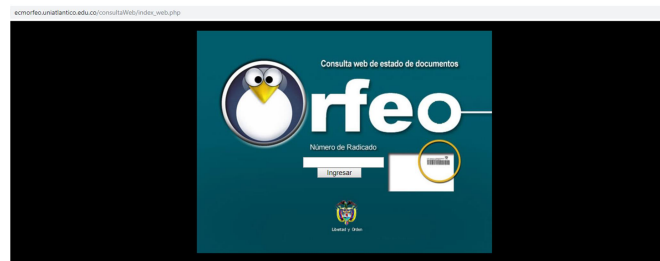 ecmorfeo.uniatlantico.edu.co/consultaWeb/index_web.php
Consulta web de estado de documentos
Orfeo
Número de Radicado
Ingresar
Libertad y Orden